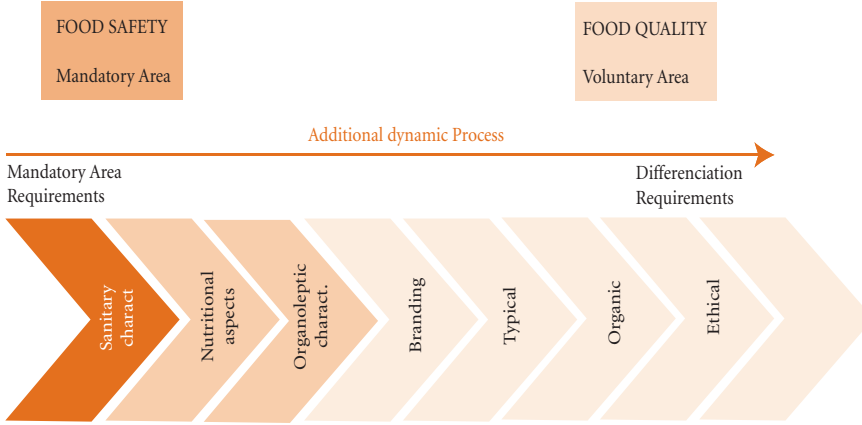 FOOD SAFETY
Mandatory Area
FOOD QUALITY
Voluntary Area
Additional dynamic Process
Mandatory Area
Requirements
Differenciation
Requirements
Sanitary
charact
Nutritional
aspects
Organoleptic
charact.
Branding
Typical
Organic
Ethical